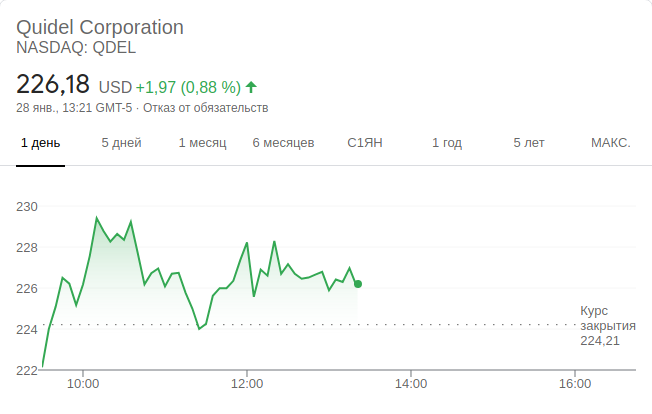 Quidel Corporation
NASDAQ: QDEL
226,18 USD +1,97 (0,88 %)
28 янв., 13:21 GMT-5 · Отказ от обязательств
1 день 5 дней 1 месяц 6 месяцев С1ЯН 1 год 5 лет МАКС.
230
228
226
224
222
Курс
закрытия
224,21
10:00 12:00 14:00 16:00